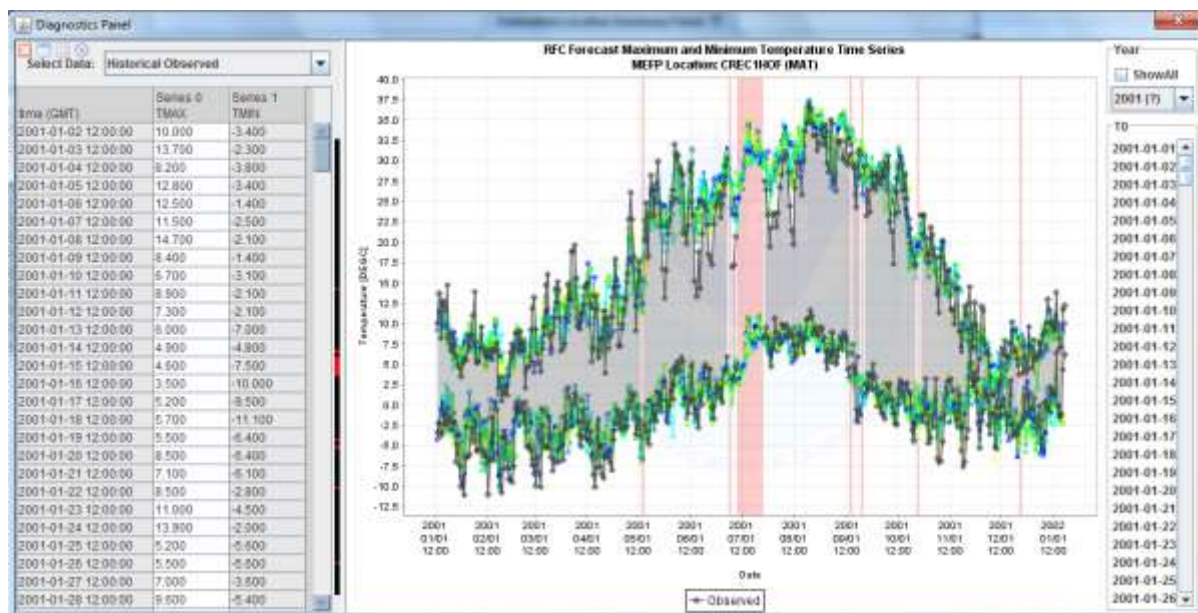 Diagnostics Panel
Select Data: Historical Observed
time (GMT) Series 0 TMAX Series 1 TMIN
2001-01-02 12:00:00 10.000 -3.400
2001-01-03 12:00:00 13.700 -2.300
2001-01-04 12:00:00 8.200 -3.800
2001-01-05 12:00:00 12.800 -3.400
2001-01-06 12:00:00 12.500 -1.400
2001-01-07 12:00:00 11.500 -2.500
2001-01-08 12:00:00 14.700 -2.100
2001-01-09 12:00:00 8.400 -1.400
2001-01-10 12:00:00 6.700 -3.100
2001-01-11 12:00:00 8.900 -2.100
2001-01-12 12:00:00 7.300 -2.100
2001-01-13 12:00:00 6.000 -7.000
2001-01-14 12:00:00 4.900 -4.800
2001-01-15 12:00:00 4.600 -7.500
2001-01-16 12:00:00 3.500 -10.000
2001-01-17 12:00:00 5.200 -9.500
2001-01-18 12:00:00 5.700 -11.100
2001-01-19 12:00:00 5.500 -6.400
2001-01-20 12:00:00 8.500 -6.400
2001-01-21 12:00:00 7.100 -6.100
2001-01-22 12:00:00 8.500 -2.800
2001-01-23 12:00:00 11.000 -4.500
2001-01-24 12:00:00 13.900 -2.000
2001-01-25 12:00:00 5.200 -5.600
2001-01-26 12:00:00 5.500 -5.600
2001-01-27 12:00:00 7.000 -3.600
2001-01-28 12:00:00 9.600 -5.400
RFC Forecast Maximum and Minimum Temperature Time Series
MEFP Location: CREC1HOF (MAT)
Temperature [DEGC]
40.0
37.5
35.0
32.5
30.0
27.5
25.0
22.5
20.0
17.5
15.0
12.5
10.0
7.5
5.0
2.5
0.0
-2.5
-5.0
-7.5
-10.0
-12.5
2001 2001 2001 2001 2001 2001 2001 2001 2001 2001 2001 2001 2002
01/01 02/01 03/01 04/01 05/01 06/01 07/01 08/01 09/01 10/01 11/01 12/01 01/01
12:00 12:00 12:00 12:00 12:00 12:00 12:00 12:00 12:00 12:00 12:00 12:00 12:00
Date
Observed
Year
ShowAll
2001 (?)
T0
2001-01-01
2001-01-02
2001-01-03
2001-01-04
2001-01-05
2001-01-06
2001-01-07
2001-01-08
2001-01-09
2001-01-10
2001-01-11
2001-01-12
2001-01-13
2001-01-14
2001-01-15
2001-01-16
2001-01-17
2001-01-18
2001-01-19
2001-01-20
2001-01-21
2001-01-22
2001-01-23
2001-01-24
2001-01-25
2001-01-26